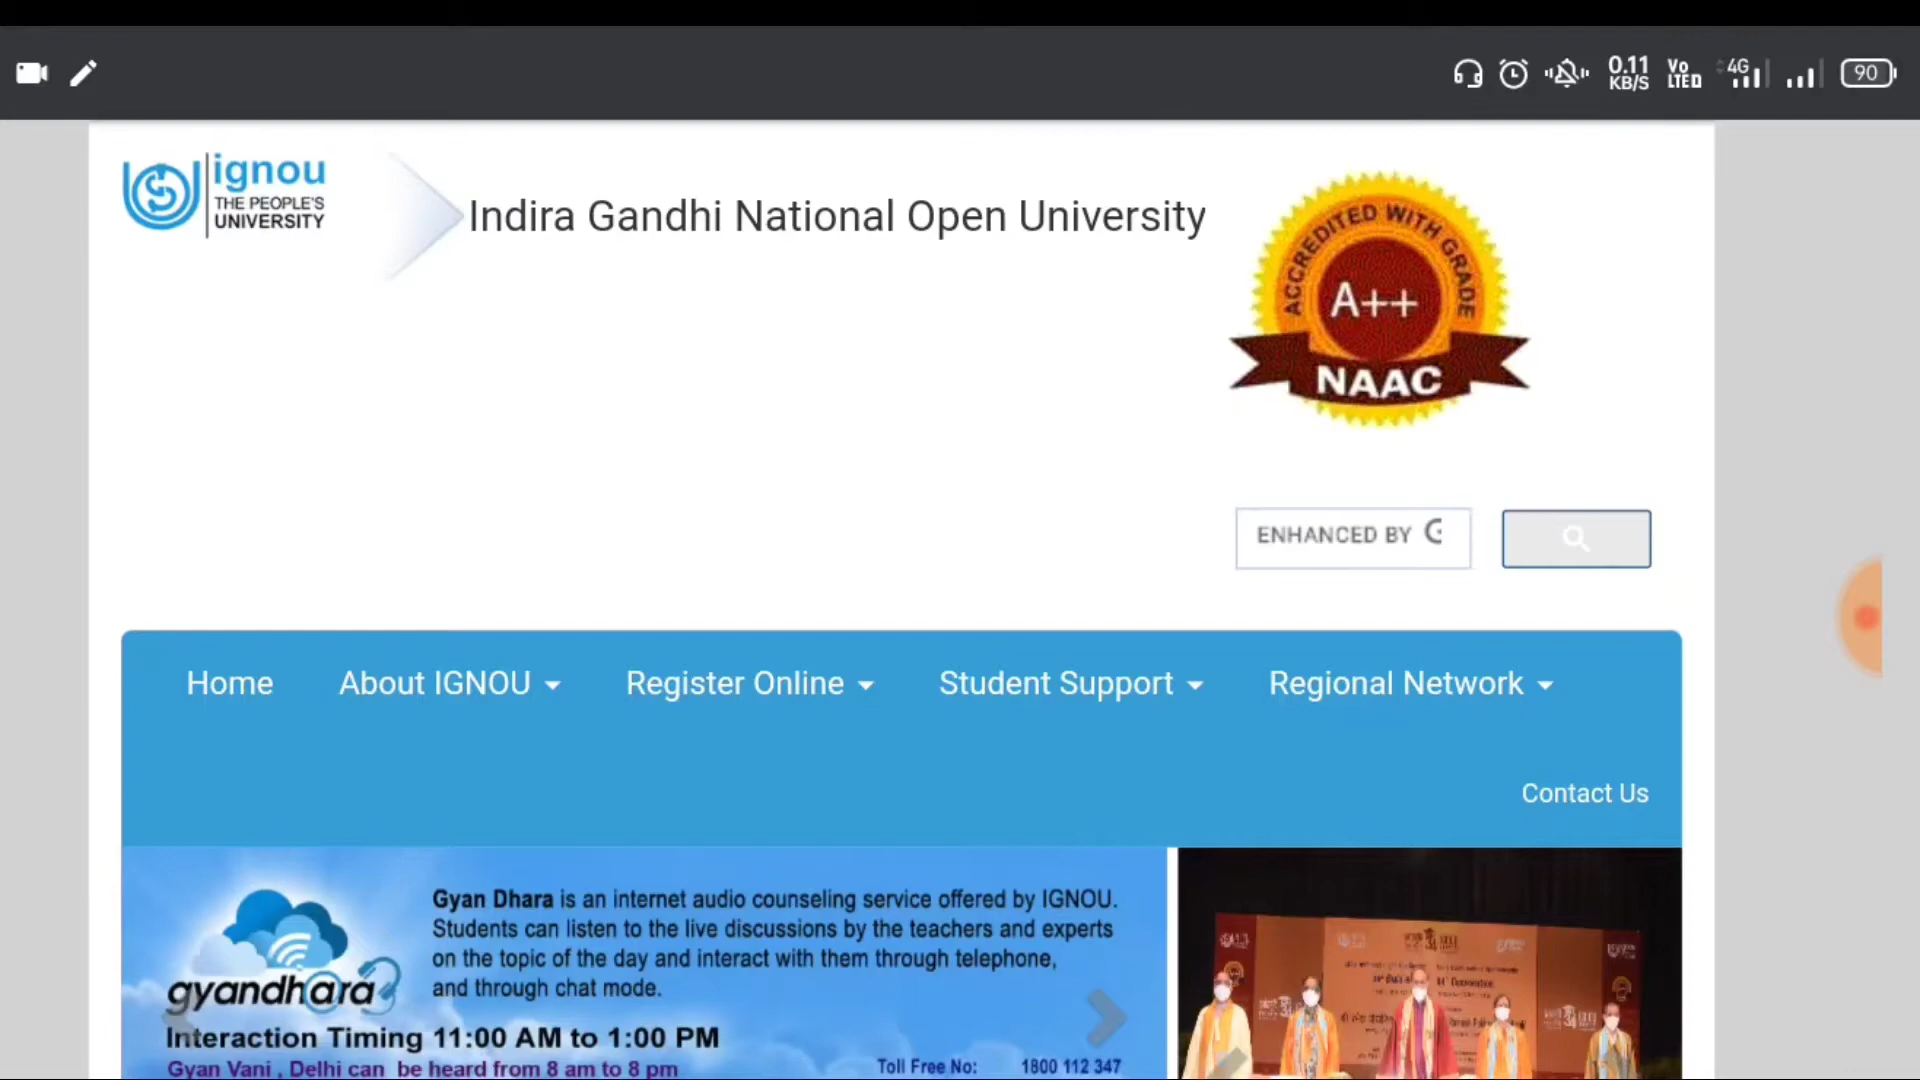 0.11
KB/S
Vo
LTED
4G
90
ignou
THE PEOPLE'S
UNIVERSITY
Indira Gandhi National Open University
ACCREDITED WITH GRADE
A++
NAAC
ENHANCED BY G
Home
About IGNOU
Register Online
Student Support
Regional Network
Contact Us
Gyan Dhara is an internet audio counseling service offered by IGNOU.
Students can listen to the live discussions by the teachers and experts
on the topic of the day and interact with them through telephone,
and through chat mode.
gyandh@ra
Interaction Timing 11:00 AM to 1:00 PM
Gyan Vani , Delhi can be heard from 8 am to 8 pm
Toll Free No: 1800 112 347